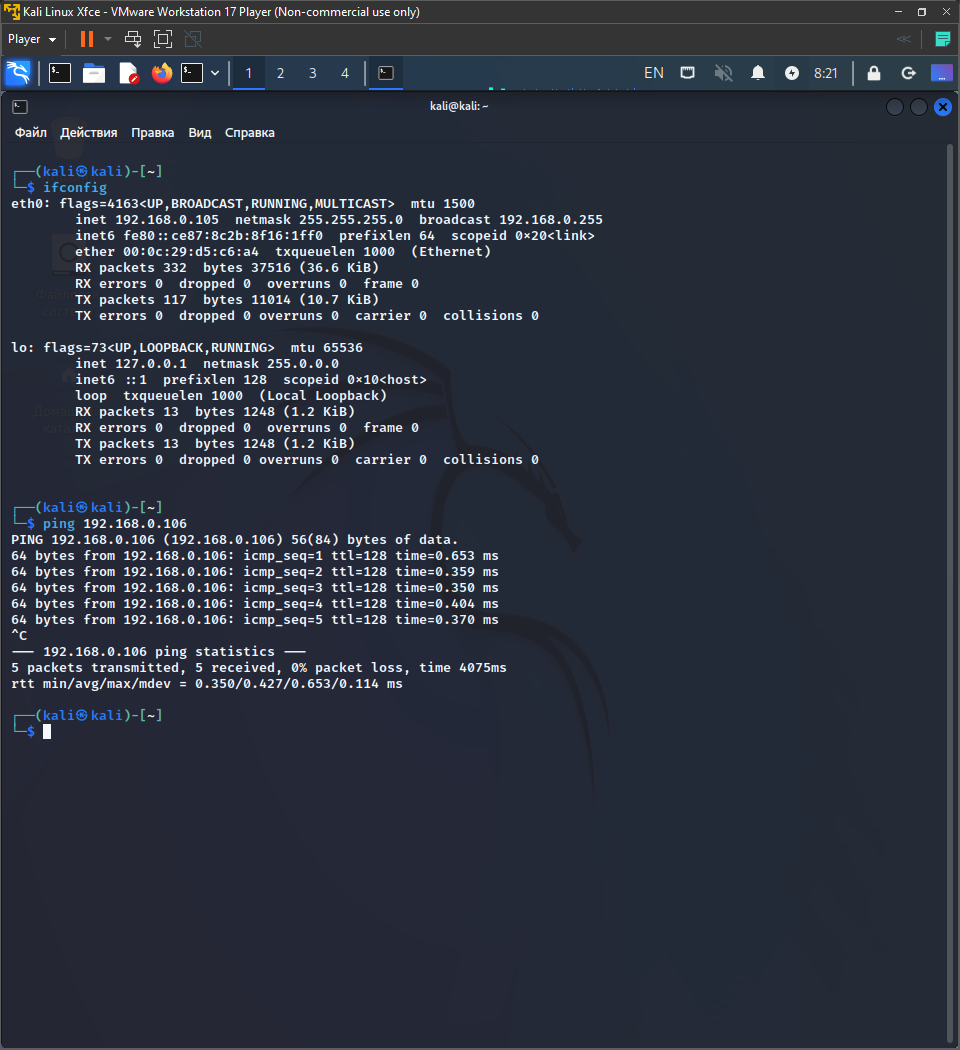 Kali Linux Xfce - VMware Workstation 17 Player (Non-commercial use only)
Player
1 2 3 4 EN 8:21
kali@kali: ~
Файл Действия Правка Вид Справка
┌──(kali㉿kali)-[~]
└─$ ifconfig
eth0: flags=4163<UP,BROADCAST,RUNNING,MULTICAST>  mtu 1500
        inet 192.168.0.105  netmask 255.255.255.0  broadcast 192.168.0.255
        inet6 fe80::ce87:8c2b:8f16:1ff0  prefixlen 64  scopeid 0×20<link>
        ether 00:0c:29:d5:c6:a4  txqueuelen 1000  (Ethernet)
        RX packets 332  bytes 37516 (36.6 KiB)
        RX errors 0  dropped 0  overruns 0  frame 0
        TX packets 117  bytes 11014 (10.7 KiB)
        TX errors 0  dropped 0 overruns 0  carrier 0  collisions 0
lo: flags=73<UP,LOOPBACK,RUNNING>  mtu 65536
        inet 127.0.0.1  netmask 255.0.0.0
        inet6 ::1  prefixlen 128  scopeid 0×10<host>
        loop  txqueuelen 1000  (Local Loopback)
        RX packets 13  bytes 1248 (1.2 KiB)
        RX errors 0  dropped 0  overruns 0  frame 0
        TX packets 13  bytes 1248 (1.2 KiB)
        TX errors 0  dropped 0 overruns 0  carrier 0  collisions 0
┌──(kali㉿kali)-[~]
└─$ ping 192.168.0.106
PING 192.168.0.106 (192.168.0.106) 56(84) bytes of data.
64 bytes from 192.168.0.106: icmp_seq=1 ttl=128 time=0.653 ms
64 bytes from 192.168.0.106: icmp_seq=2 ttl=128 time=0.359 ms
64 bytes from 192.168.0.106: icmp_seq=3 ttl=128 time=0.350 ms
64 bytes from 192.168.0.106: icmp_seq=4 ttl=128 time=0.404 ms
64 bytes from 192.168.0.106: icmp_seq=5 ttl=128 time=0.370 ms
^C
--- 192.168.0.106 ping statistics ---
5 packets transmitted, 5 received, 0% packet loss, time 4075ms
rtt min/avg/max/mdev = 0.350/0.427/0.653/0.114 ms
┌──(kali㉿kali)-[~]
└─$